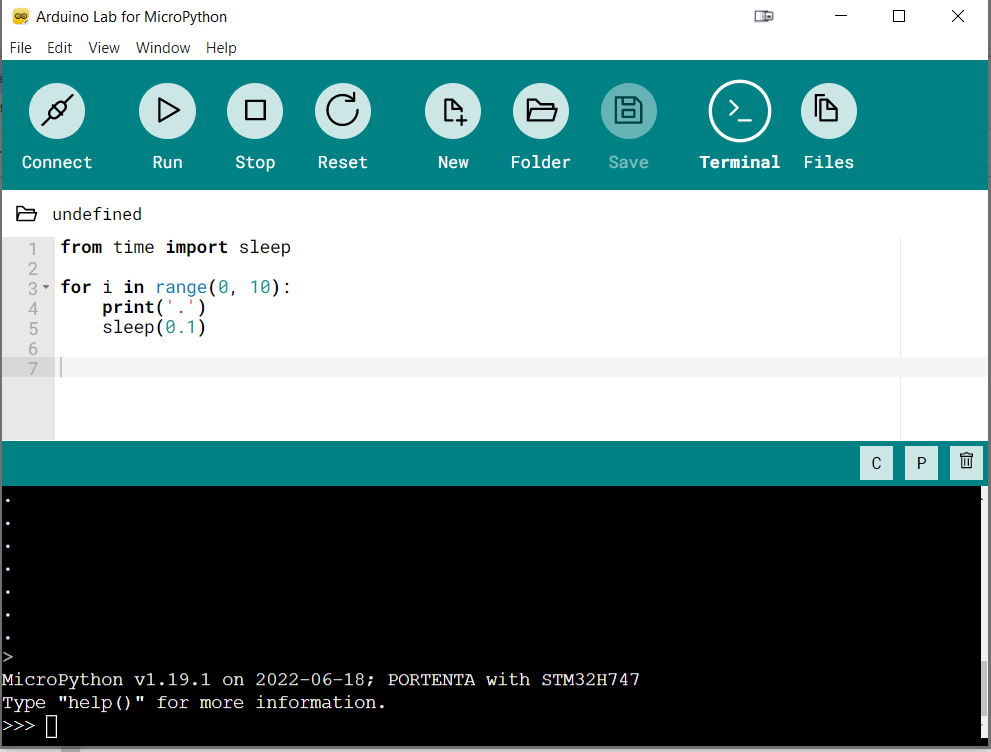 Arduino Lab for MicroPython
File Edit View Window Help
Connect Run Stop Reset New Folder Save Terminal Files
undefined
1 from time import sleep
2
3 for i in range(0, 10):
4     print('.')
5     sleep(0.1)
6
7
C P
.
.
.
.
.
.
.
>
MicroPython v1.19.1 on 2022-06-18; PORTENTA with STM32H747
Type "help()" for more information.
>>>